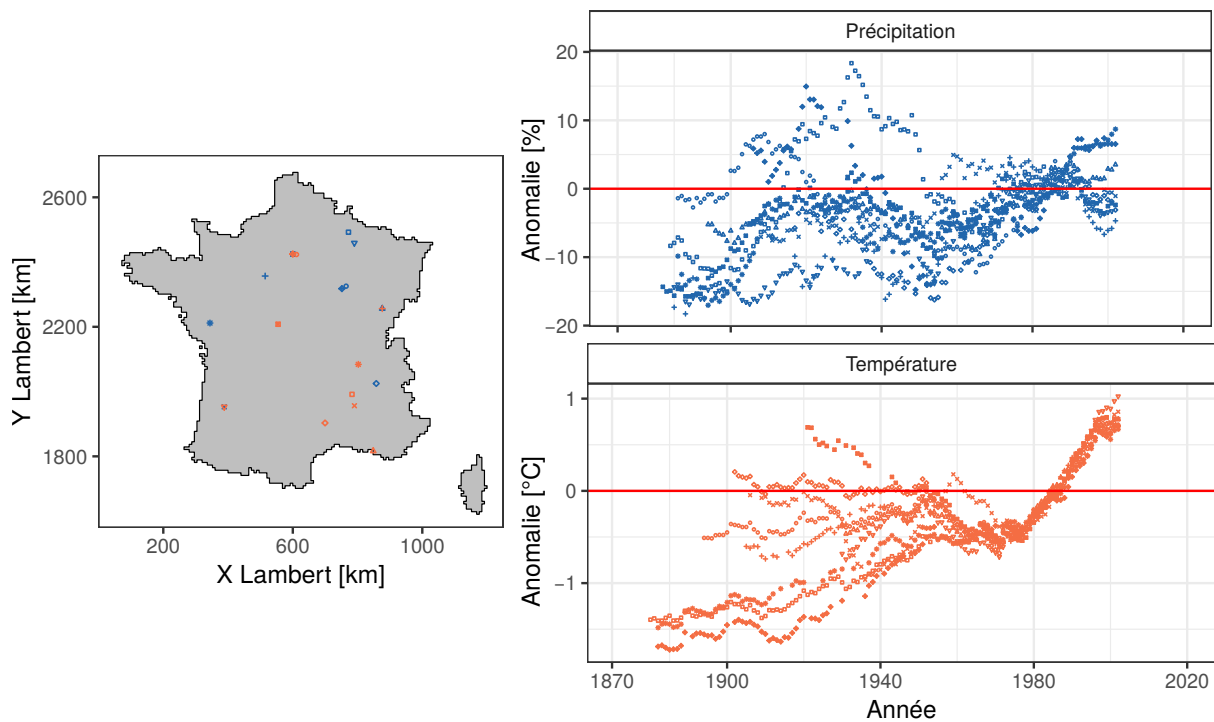 2600
2200
1800
Y Lambert [km]
200 600 1000
X Lambert [km]
Précipitation
20
10
0
−10
−20
Anomalie [%]
Température
1
0
−1
Anomalie [°C]
1870 1900 1940 1980 2020
Année